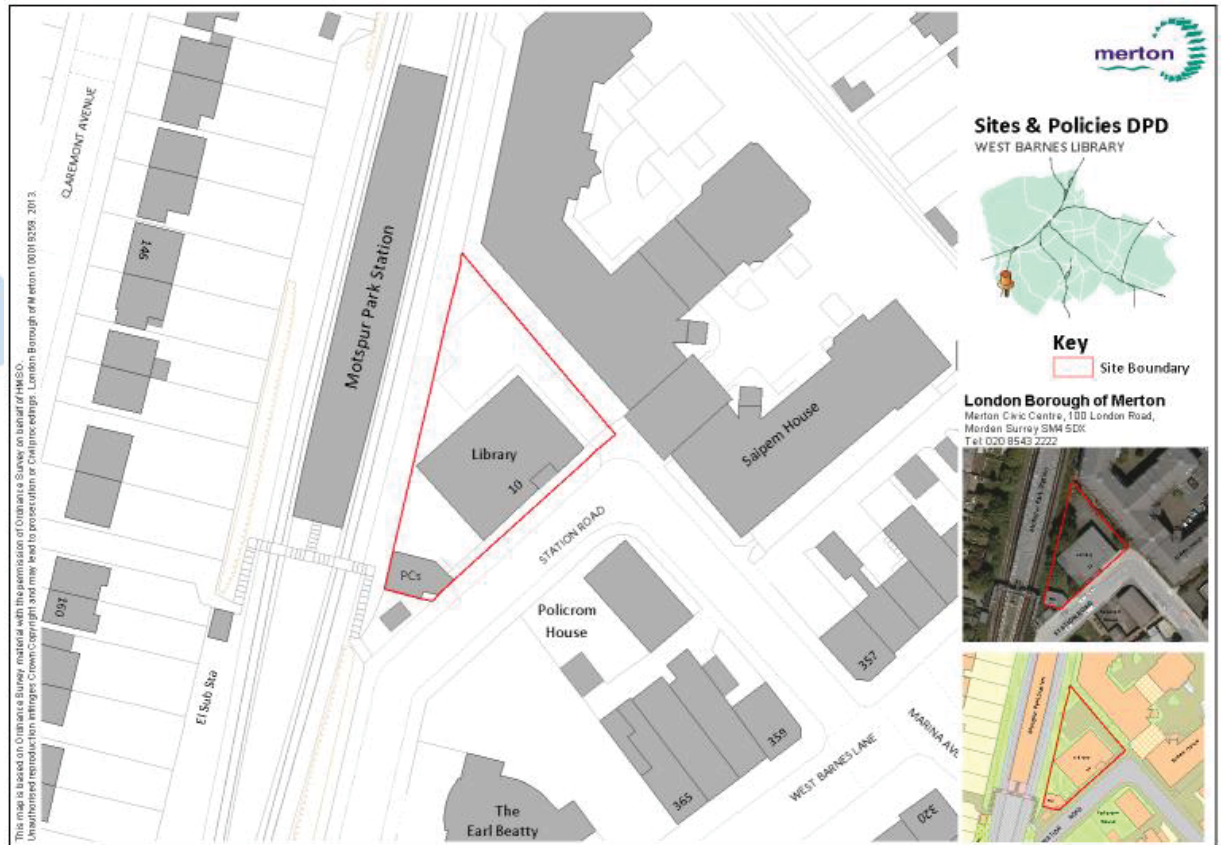 merton
Sites & Policies DPD
WEST BARNES LIBRARY
Key
Site Boundary
London Borough of Merton
Merton Civic Centre, 100 London Road,
Morden Surrey SM4 5DX
Tel: 020 8543 2222
CLAREMONT AVENUE
146
Motspur Park Station
Library
10
Saipem House
STATION ROAD
PCs
Policrom
House
160
El Sub Sta
357
359
365
WEST BARNES LANE
MARINA AVE
320
The
Earl Beatty
This map is based on Ordnance Survey material with the permission of Ordnance Survey on behalf of HMSO.
Unauthorised reproduction infringes Crown Copyright and may lead to prosecution or Civil proceedings. London Borough of Merton 100019259. 2013.